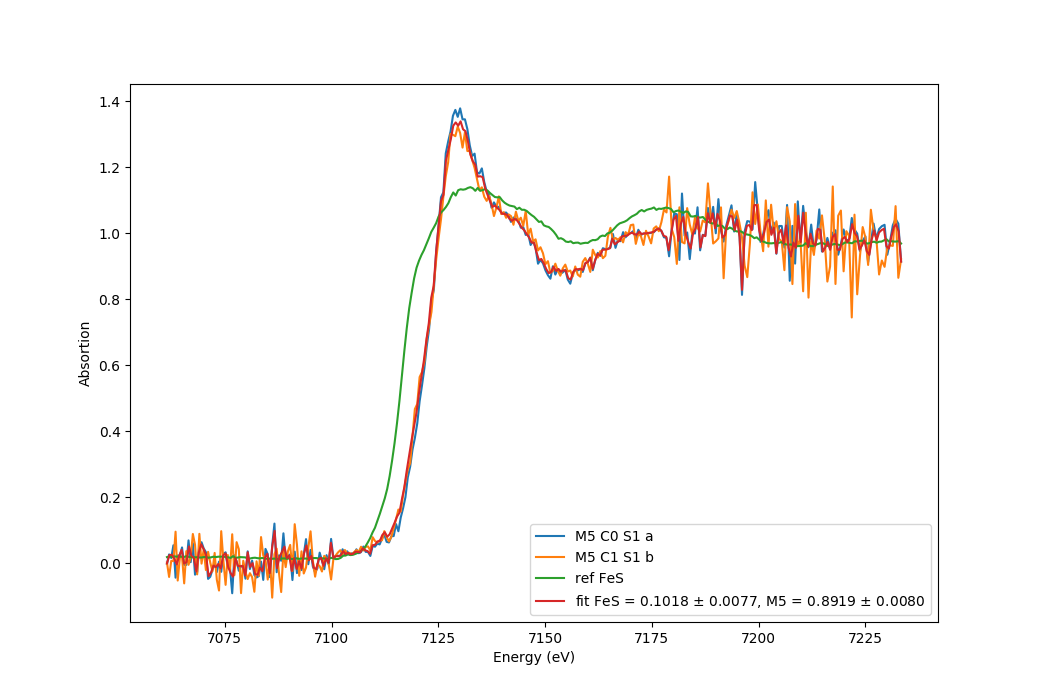 1.4
1.2
1.0
0.8
0.6
0.4
0.2
0.0
Absortion
7075
7100
7125
7150
7175
7200
7225
Energy (eV)
M5 C0 S1 a
M5 C1 S1 b
ref FeS
fit FeS = 0.1018 ± 0.0077, M5 = 0.8919 ± 0.0080